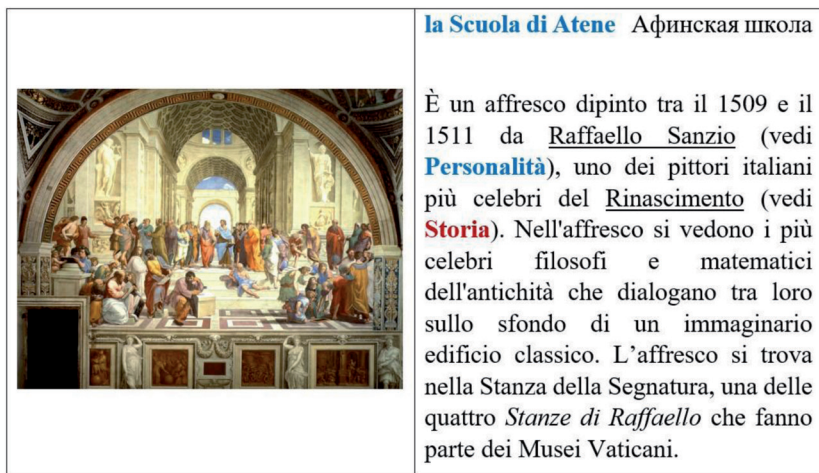 la Scuola di Atene Афинская школа
È un affresco dipinto tra il 1509 e il
1511 da Raffaello Sanzio (vedi
Personalità), uno dei pittori italiani
più celebri del Rinascimento (vedi
Storia). Nell'affresco si vedono i più
celebri filosofi e matematici
dell'antichità che dialogano tra loro
sullo sfondo di un immaginario
edificio classico. L’affresco si trova
nella Stanza della Segnatura, una delle
quattro Stanze di Raffaello che fanno
parte dei Musei Vaticani.